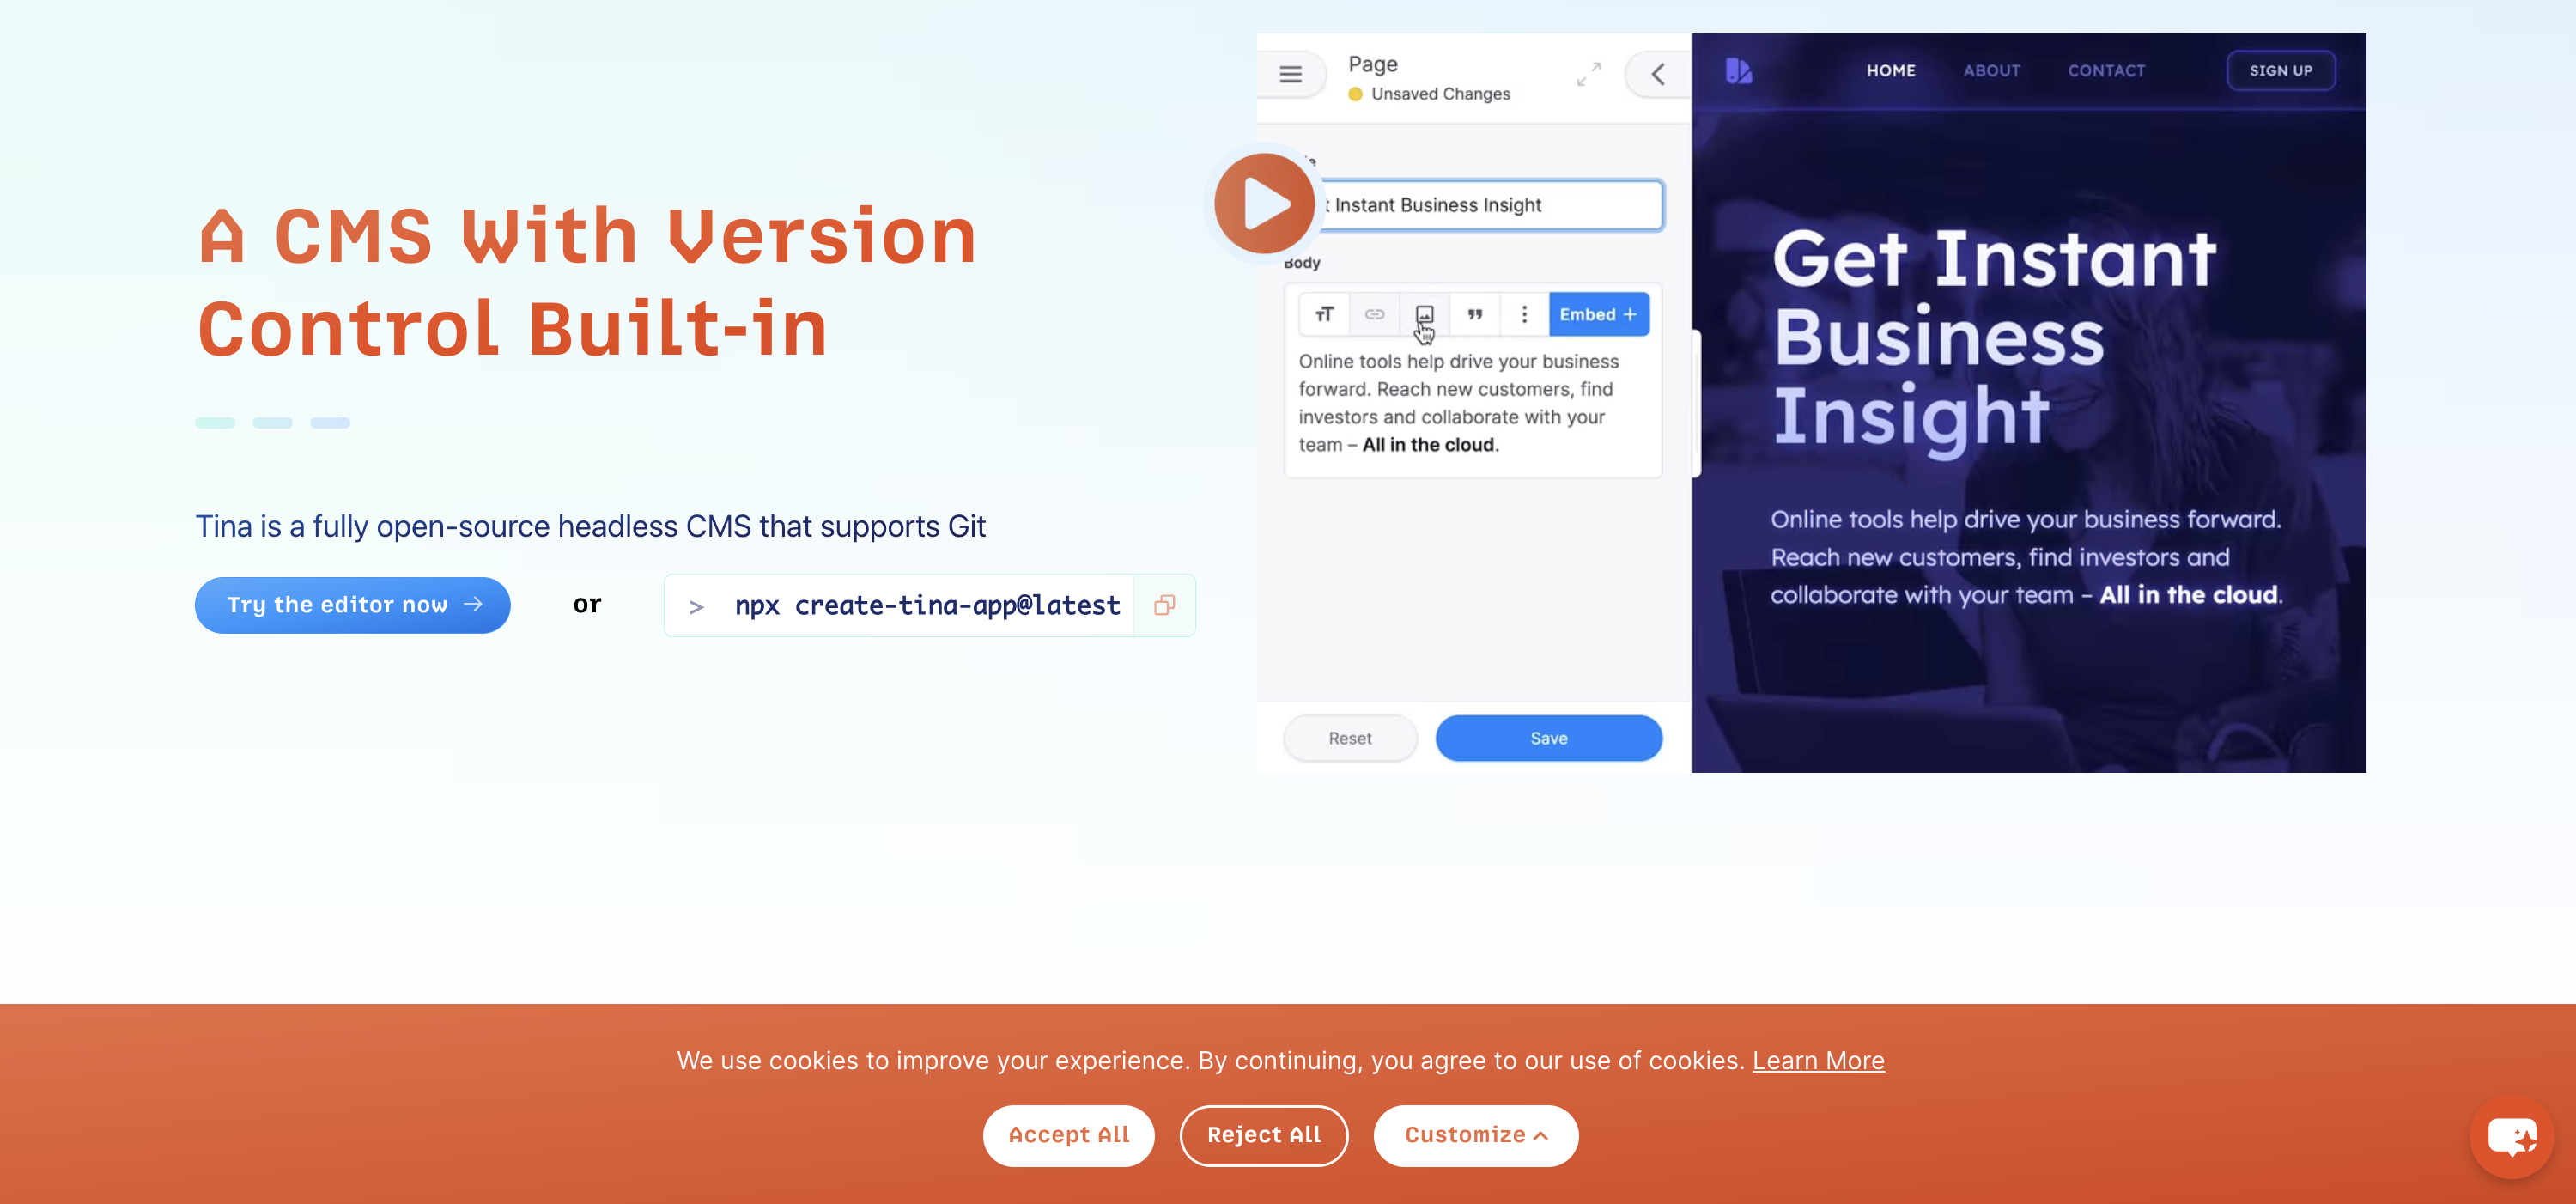 A CMS With Version
Control Built-in
Tina is a fully open-source headless CMS that supports Git
Try the editor now →
or
> npx create-tina-app@latest
Page
Unsaved Changes
Instant Business Insight
Body
Embed +
Online tools help drive your business
forward. Reach new customers, find
investors and collaborate with your
team – All in the cloud.
Reset
Save
HOME
ABOUT
CONTACT
SIGN UP
Get Instant
Business
Insight
Online tools help drive your business forward.
Reach new customers, find investors and
collaborate with your team – All in the cloud.
We use cookies to improve your experience. By continuing, you agree to our use of cookies. Learn More
Accept All
Reject All
Customize